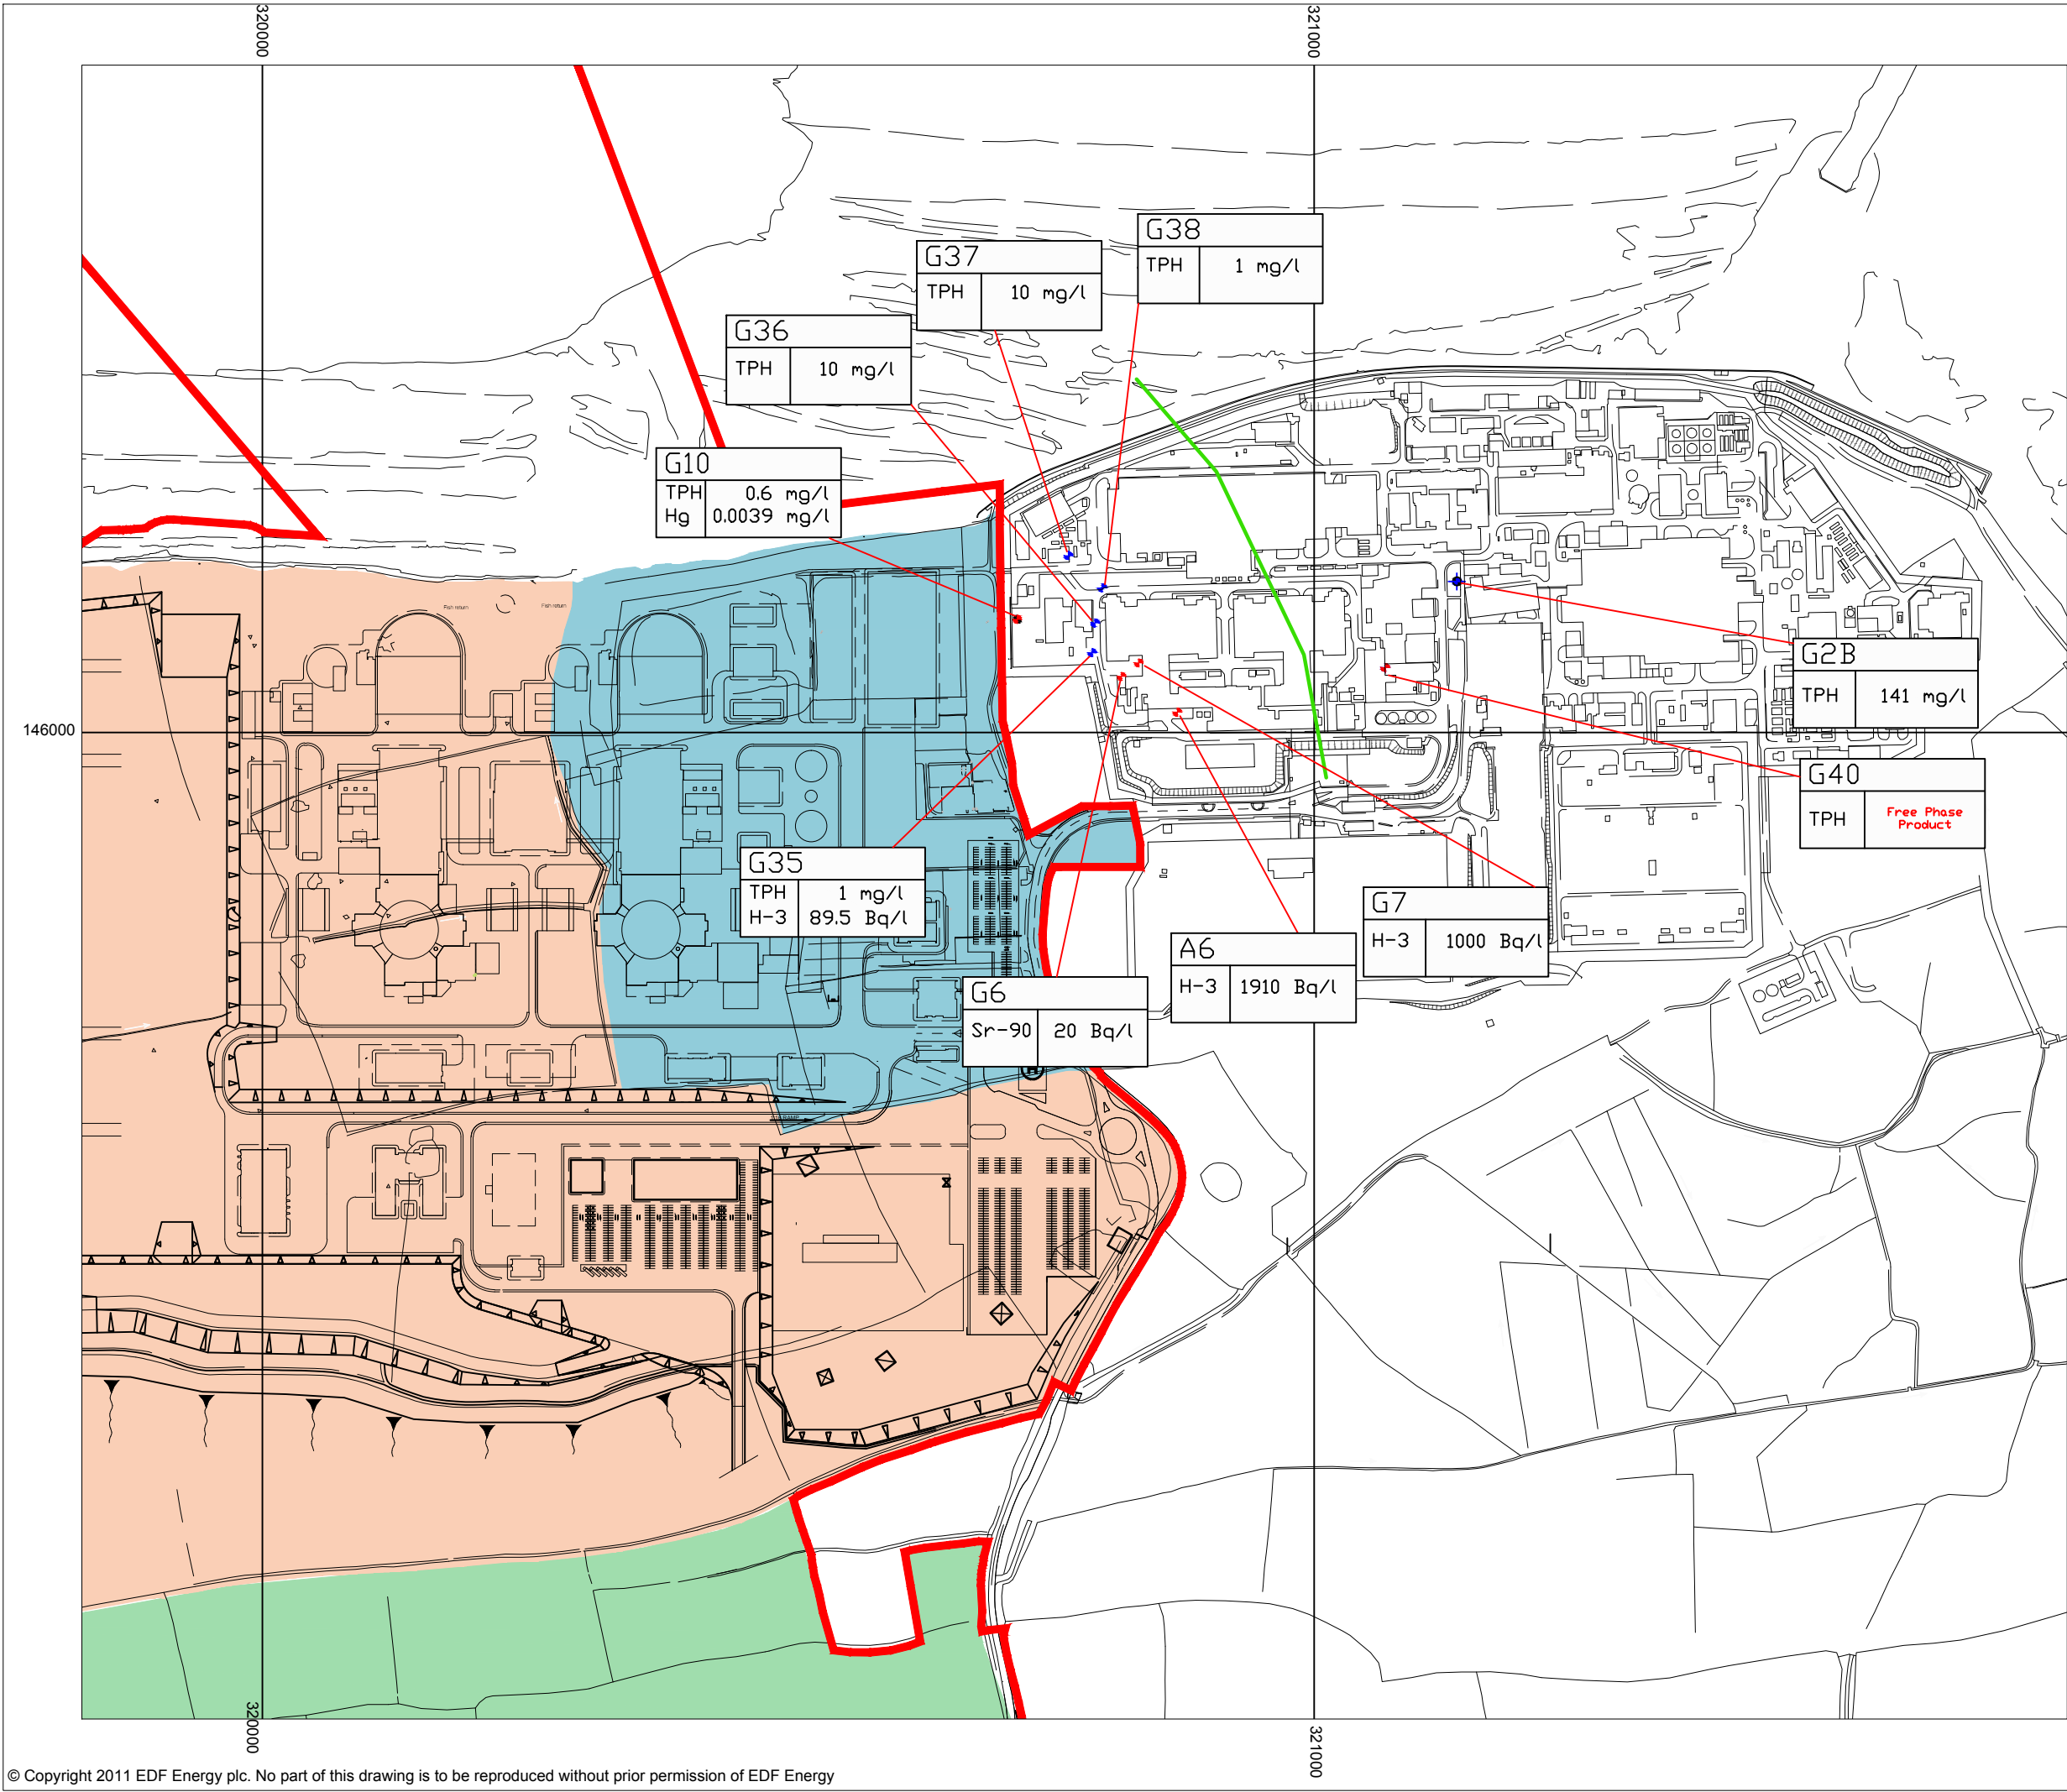 320000
321000
G38
TPH 1 mg/l
G37
TPH 10 mg/l
G36
TPH 10 mg/l
G10
TPH 0.6 mg/l
Hg 0.0039 mg/l
Fish return
Fish return
G2B
TPH 141 mg/l
146000
G40
TPH Free Phase
Product
G35
TPH 1 mg/l
H-3 89.5 Bq/l
G7
H-3 1000 Bq/l
A6
H-3 1910 Bq/l
G6
Sr-90 20 Bq/l
H
320000
321000
© Copyright 2011 EDF Energy plc. No part of this drawing is to be reproduced without prior permission of EDF Energy